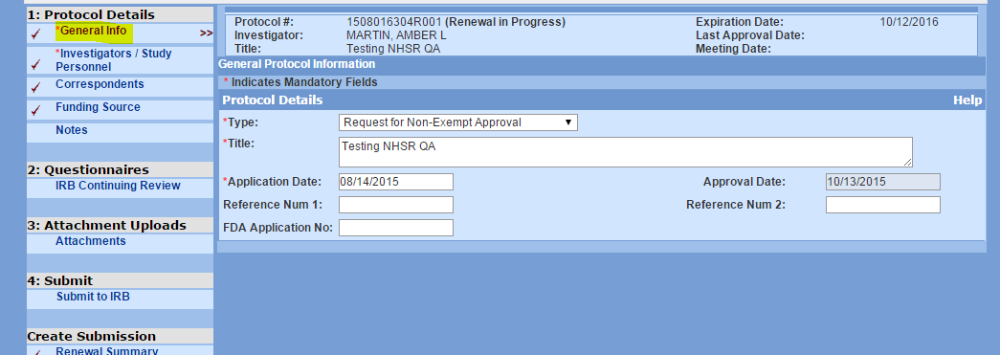 1: Protocol Details
*General Info >>
*Investigators / Study
Personnel
Correspondents
Funding Source
Notes
2: Questionnaires
IRB Continuing Review
3: Attachment Uploads
Attachments
4: Submit
Submit to IRB
Create Submission
Renewal Summary
Protocol #: 1508016304R001 (Renewal in Progress) Expiration Date: 10/12/2016
Investigator: MARTIN, AMBER L Last Approval Date:
Title: Testing NHSR QA Meeting Date:
General Protocol Information
* Indicates Mandatory Fields
Protocol Details Help
*Type: Request for Non-Exempt Approval
*Title: Testing NHSR QA
*Application Date: 08/14/2015 Approval Date: 10/13/2015
Reference Num 1: Reference Num 2:
FDA Application No: